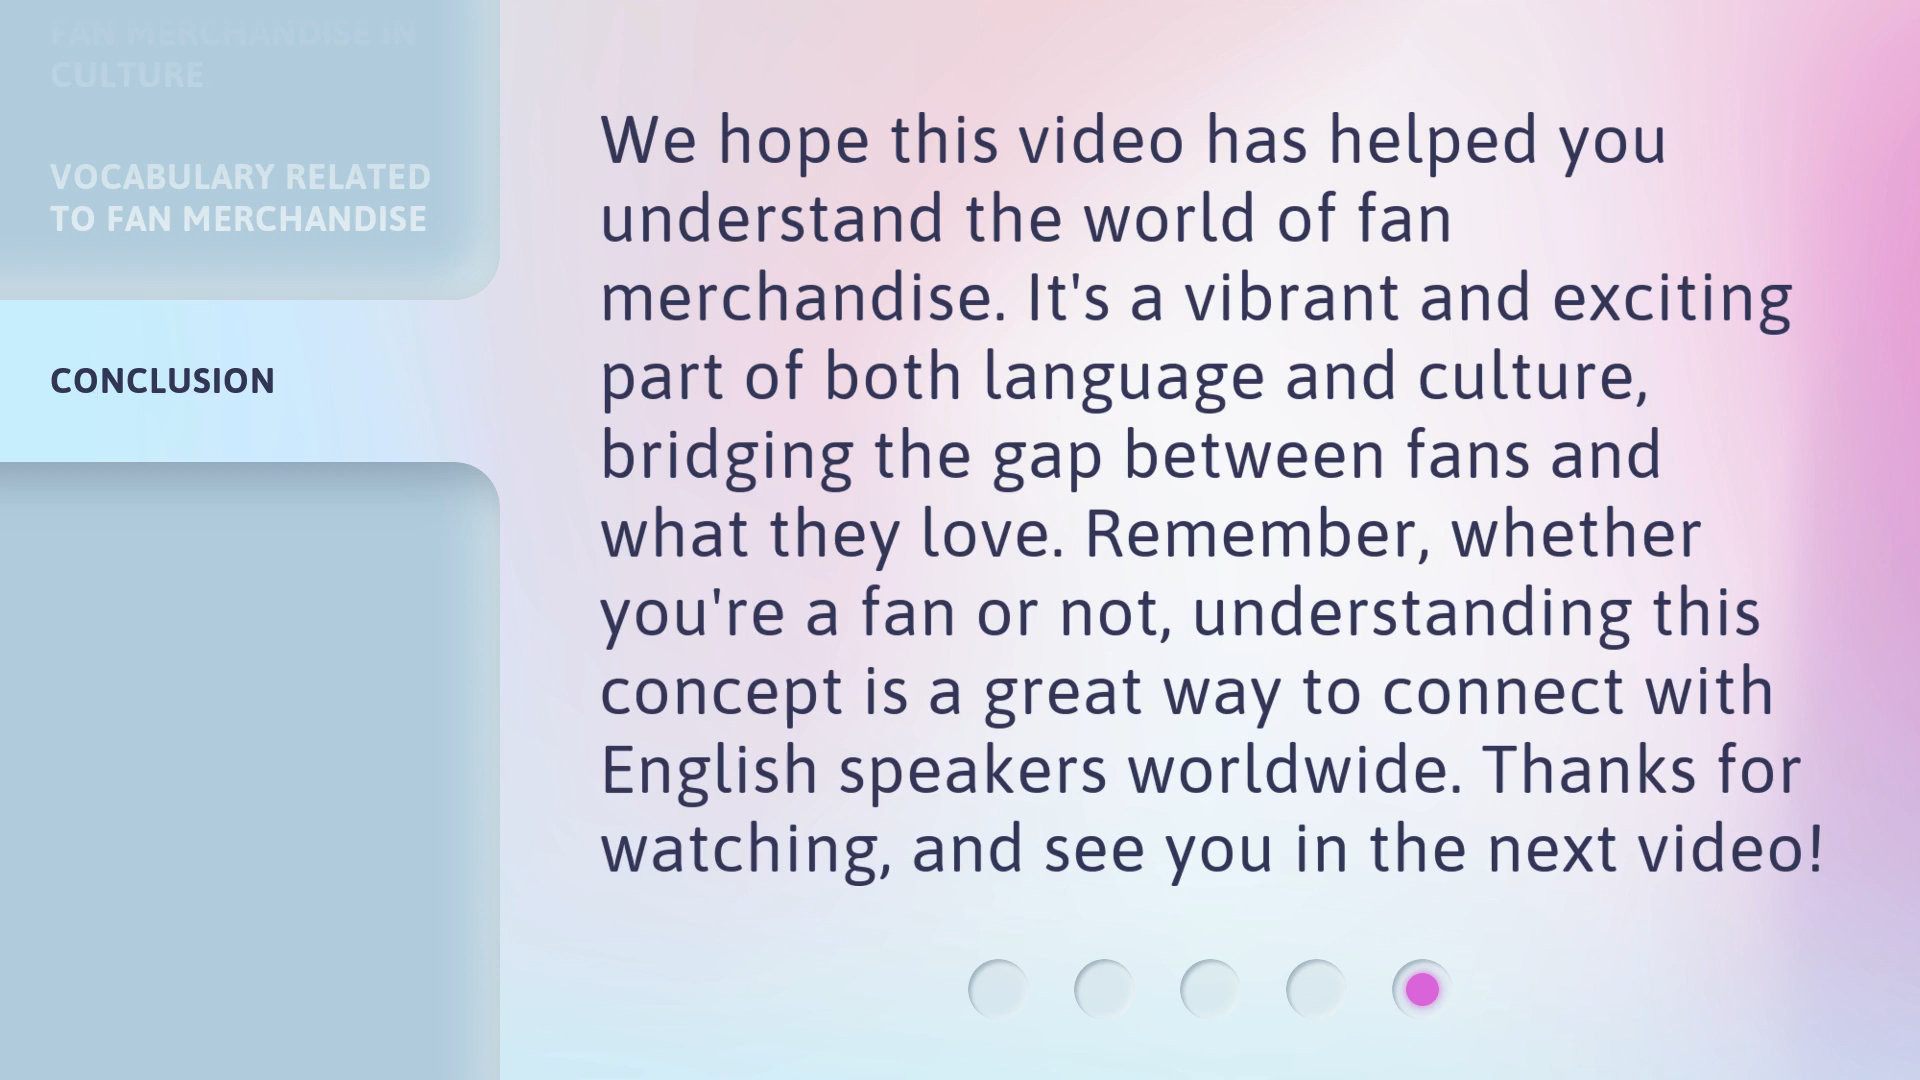 FAN MERCHANDISE IN
CULTURE
VOCABULARY RELATED
TO FAN MERCHANDISE
CONCLUSION
We hope this video has helped you
understand the world of fan
merchandise. It's a vibrant and exciting
part of both language and culture,
bridging the gap between fans and
what they love. Remember, whether
you're a fan or not, understanding this
concept is a great way to connect with
English speakers worldwide. Thanks for
watching, and see you in the next video!